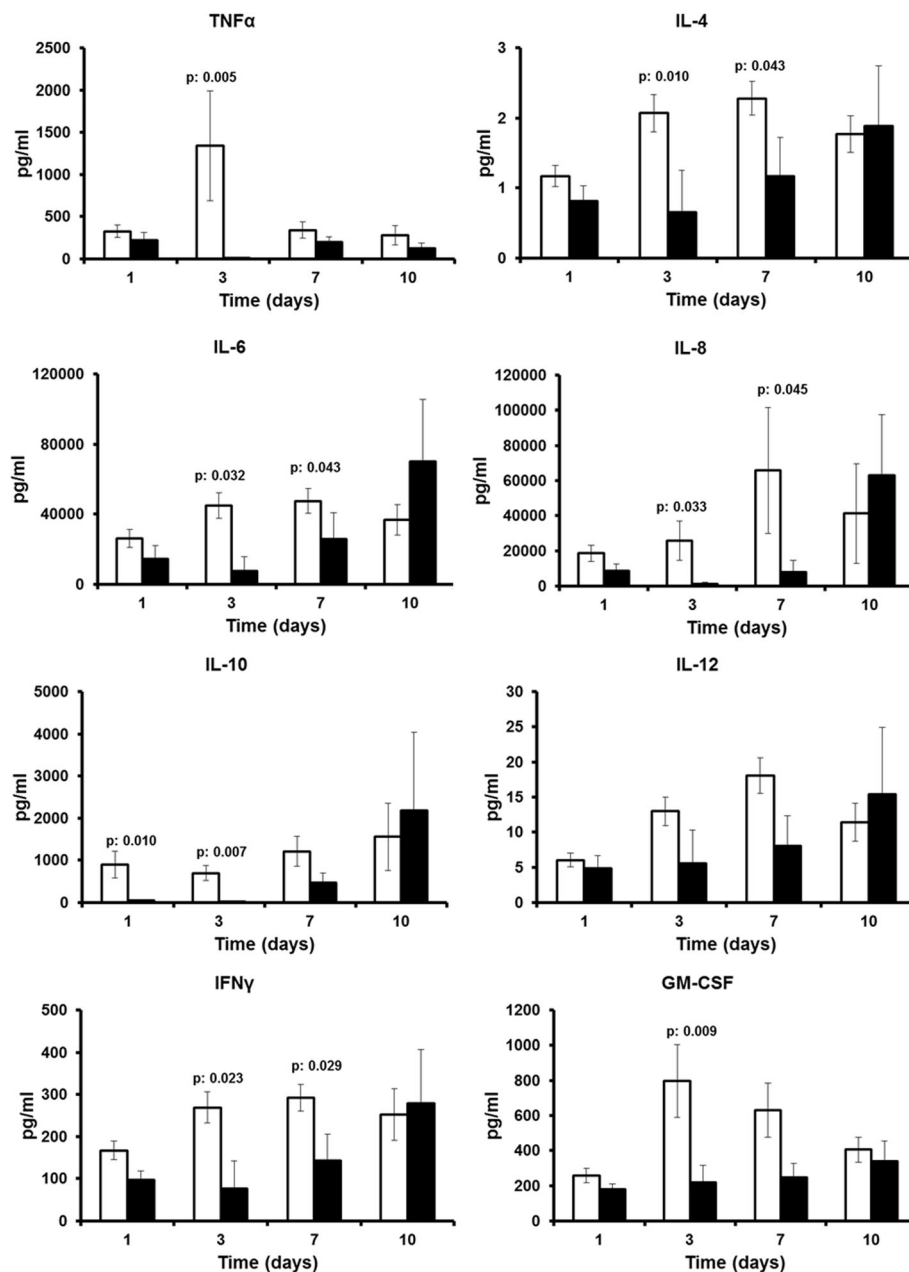 TNFα
2500
2000
1500
1000
500
0
pg/ml
p: 0.005
1 3 7 10
Time (days)
IL-4
3
2
1
0
pg/ml
p: 0.010
p: 0.043
1 3 7 10
Time (days)
IL-6
120000
80000
40000
0
pg/ml
p: 0.032
p: 0.043
1 3 7 10
Time (days)
IL-8
120000
100000
80000
60000
40000
20000
0
pg/ml
p: 0.033
p: 0.045
1 3 7 10
Time (days)
IL-10
5000
4000
3000
2000
1000
0
pg/ml
p: 0.010
p: 0.007
1 3 7 10
Time (days)
IL-12
30
25
20
15
10
5
0
pg/ml
1 3 7 10
Time (days)
IFNγ
500
400
300
200
100
0
pg/ml
p: 0.023
p: 0.029
1 3 7 10
Time (days)
GM-CSF
1200
1000
800
600
400
200
0
pg/ml
p: 0.009
1 3 7 10
Time (days)